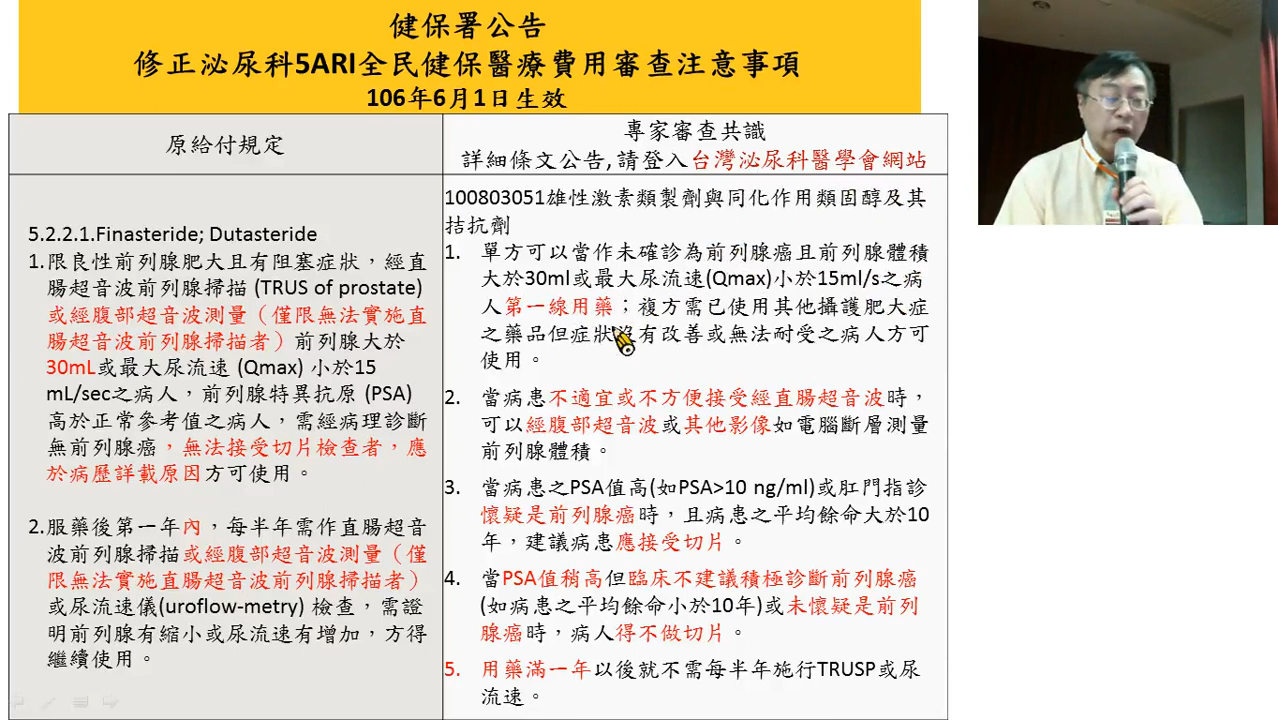 健保署公告
修正泌尿科5ARI全民健保醫療費用審查注意事項
106年6月1日生效
原給付規定
專家審查共識
詳細條文公告,請登入台灣泌尿科醫學會網站
5.2.2.1.Finasteride; Dutasteride
1.限良性前列腺肥大且有阻塞症狀，經直
腸超音波前列腺掃描 (TRUS of prostate)
或經腹部超音波測量（僅限無法實施直
腸超音波前列腺掃描者）前列腺大於
30mL或最大尿流速 (Qmax) 小於15
mL/sec之病人，前列腺特異抗原 (PSA)
高於正常參考值之病人，需經病理診斷
無前列腺癌，無法接受切片檢查者，應
於病歷詳載原因方可使用。
2.服藥後第一年內，每半年需作直腸超音
波前列腺掃描或經腹部超音波測量（僅
限無法實施直腸超音波前列腺掃描者）
或尿流速儀(uroflow-metry) 檢查，需證
明前列腺有縮小或尿流速有增加，方得
繼續使用。
100803051雄性激素類製劑與同化作用類固醇及其
拮抗劑
1. 單方可以當作未確診為前列腺癌且前列腺體積
大於30ml或最大尿流速(Qmax)小於15ml/s之病
人第一線用藥；複方需已使用其他攝護肥大症
之藥品但症狀沒有改善或無法耐受之病人方可
使用。
2. 當病患不適宜或不方便接受經直腸超音波時，
可以經腹部超音波或其他影像如電腦斷層測量
前列腺體積。
3. 當病患之PSA值高(如PSA>10 ng/ml)或肛門指診
懷疑是前列腺癌時，且病患之平均餘命大於10
年，建議病患應接受切片。
4. 當PSA值稍高但臨床不建議積極診斷前列腺癌
(如病患之平均餘命小於10年)或未懷疑是前列
腺癌時，病人得不做切片。
5. 用藥滿一年以後就不需每半年施行TRUSP或尿
流速。